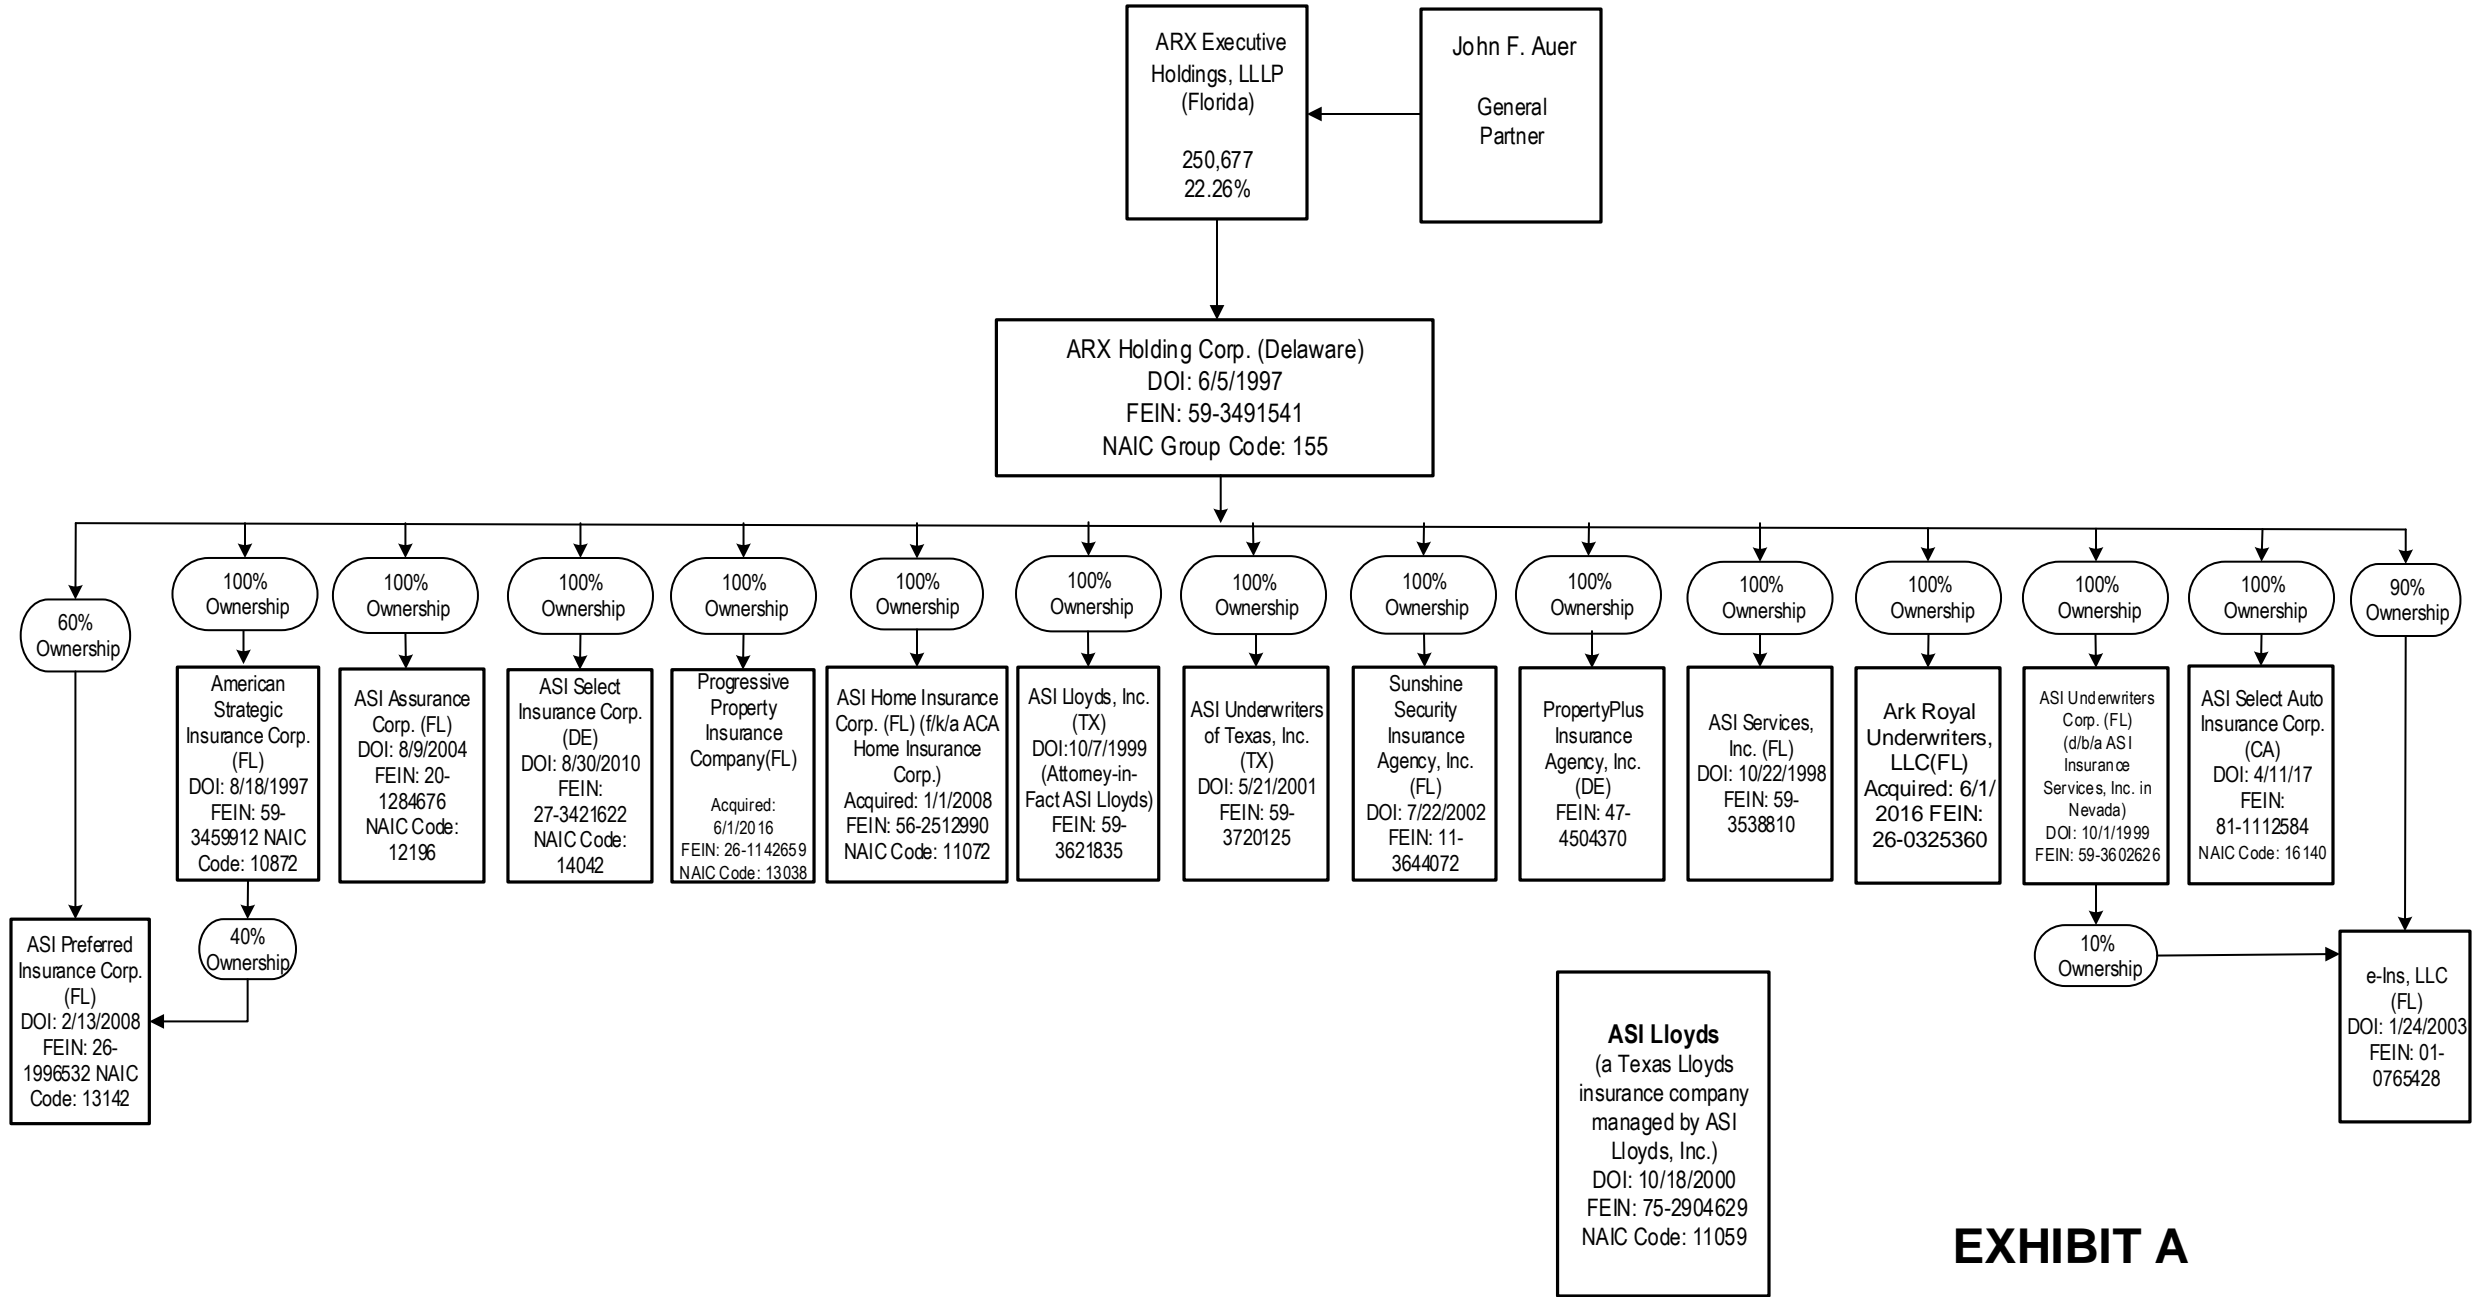 ARX Executive
Holdings, LLLP
(Florida)
250,677
22.26%
John F. Auer
General
Partner
ARX Holding Corp. (Delaware)
DOI: 6/5/1997
FEIN: 59-3491541
NAIC Group Code: 155
60%
Ownership
100%
Ownership
100%
Ownership
100%
Ownership
100%
Ownership
100%
Ownership
100%
Ownership
100%
Ownership
100%
Ownership
100%
Ownership
100%
Ownership
100%
Ownership
100%
Ownership
100%
Ownership
90%
Ownership
American
Strategic
Insurance Corp.
(FL)
DOI: 8/18/1997
FEIN: 59-
3459912 NAIC
Code: 10872
ASI Assurance
Corp. (FL)
DOI: 8/9/2004
FEIN: 20-
1284676
NAIC Code:
12196
ASI Select
Insurance Corp.
(DE)
DOI: 8/30/2010
FEIN:
27-3421622
NAIC Code:
14042
Progressive
Property
Insurance
Company(FL)
Acquired:
6/1/2016
FEIN: 26-1142659
NAIC Code: 13038
ASI Home Insurance
Corp. (FL) (f/k/a ACA
Home Insurance
Corp.)
Acquired: 1/1/2008
FEIN: 56-2512990
NAIC Code: 11072
ASI Lloyds, Inc.
(TX)
DOI:10/7/1999
(Attorney-in-
Fact ASI Lloyds)
FEIN: 59-
3621835
ASI Underwriters
of Texas, Inc.
(TX)
DOI: 5/21/2001
FEIN: 59-
3720125
Sunshine
Security
Insurance
Agency, Inc.
(FL)
DOI: 7/22/2002
FEIN: 11-
3644072
PropertyPlus
Insurance
Agency, Inc.
(DE)
FEIN: 47-
4504370
ASI Services,
Inc. (FL)
DOI: 10/22/1998
FEIN: 59-
3538810
Ark Royal
Underwriters,
LLC(FL)
Acquired: 6/1/
2016 FEIN:
26-0325360
ASI Underwriters
Corp. (FL)
(d/b/a ASI
Insurance
Services, Inc. in
Nevada)
DOI: 10/1/1999
FEIN: 59-3602626
ASI Select Auto
Insurance Corp.
(CA)
DOI: 4/11/17
FEIN:
81-1112584
NAIC Code: 16140
40%
Ownership
10%
Ownership
ASI Preferred
Insurance Corp.
(FL)
DOI: 2/13/2008
FEIN: 26-
1996532 NAIC
Code: 13142
e-Ins, LLC
(FL)
DOI: 1/24/2003
FEIN: 01-
0765428
ASI Lloyds
(a Texas Lloyds
insurance company
managed by ASI
Lloyds, Inc.)
DOI: 10/18/2000
FEIN: 75-2904629
NAIC Code: 11059
EXHIBIT A